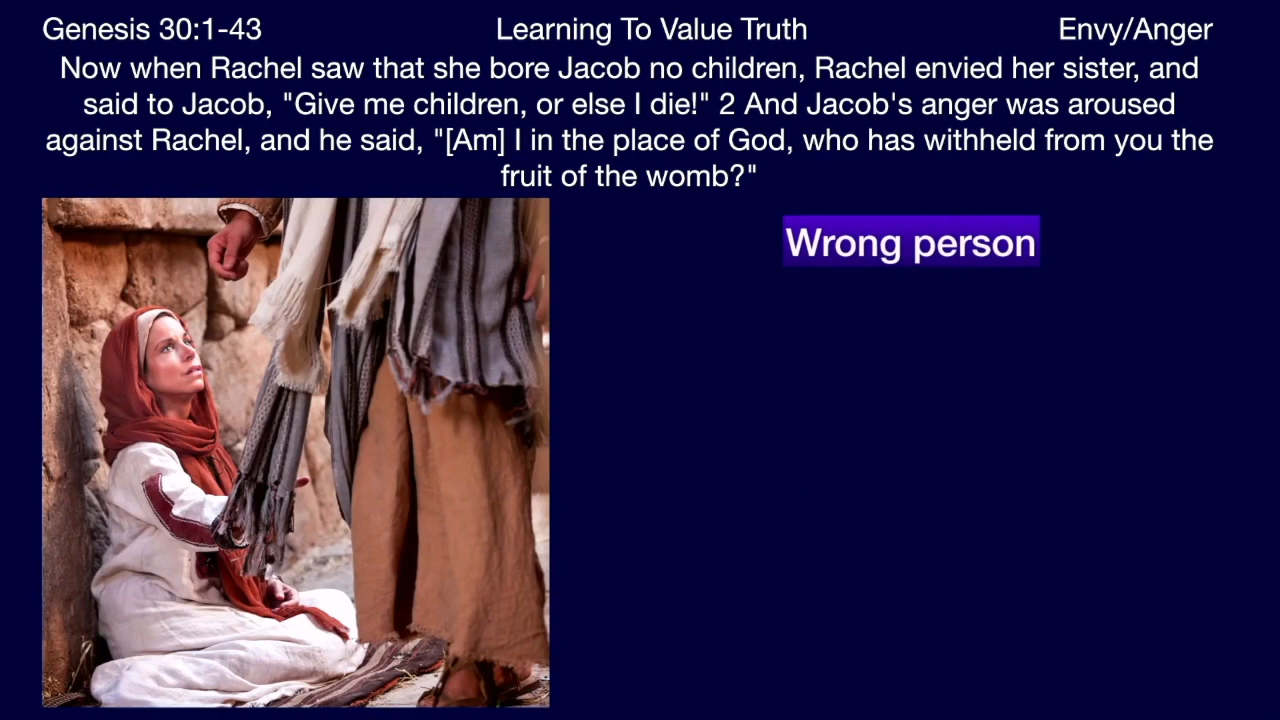 Genesis 30:1-43 Learning To Value Truth Envy/Anger
Now when Rachel saw that she bore Jacob no children, Rachel envied her sister, and
said to Jacob, "Give me children, or else I die!" 2 And Jacob's anger was aroused
against Rachel, and he said, "[Am] I in the place of God, who has withheld from you the
fruit of the womb?"
Wrong person